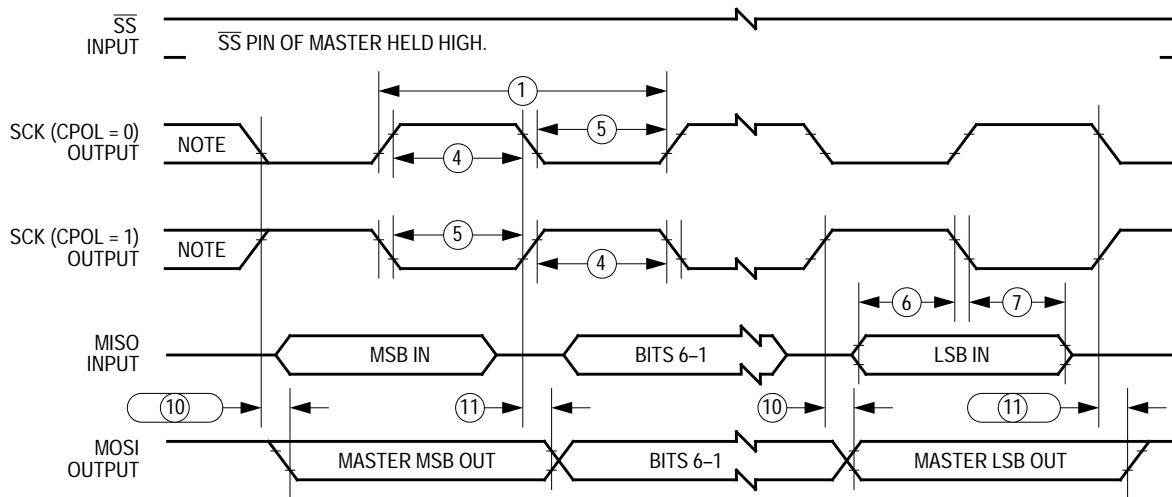 SS
INPUT
SS PIN OF MASTER HELD HIGH.
1
SCK (CPOL = 0)
OUTPUT
NOTE
4
5
SCK (CPOL = 1)
OUTPUT
NOTE
5
4
6
7
MISO
INPUT
MSB IN
BITS 6–1
LSB IN
10
11
10
11
MOSI
OUTPUT
MASTER MSB OUT
BITS 6–1
MASTER LSB OUT